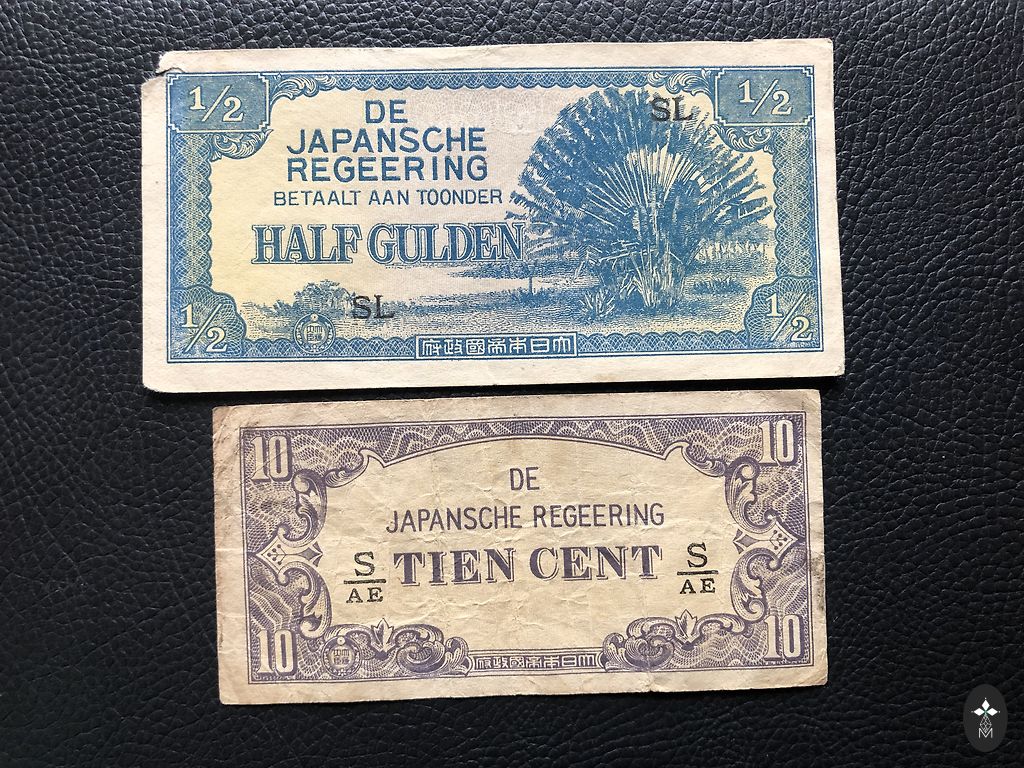 1/2
1/2
DE
JAPANSCHE
REGEERING
BETAALT AAN TOONDER
HALF GULDEN
SL
SL
1/2
1/2
府政國帝本日大
10
10
DE
JAPANSCHE REGEERING
TIEN CENT
S
AE
S
AE
10
10
府政國帝本日大
M